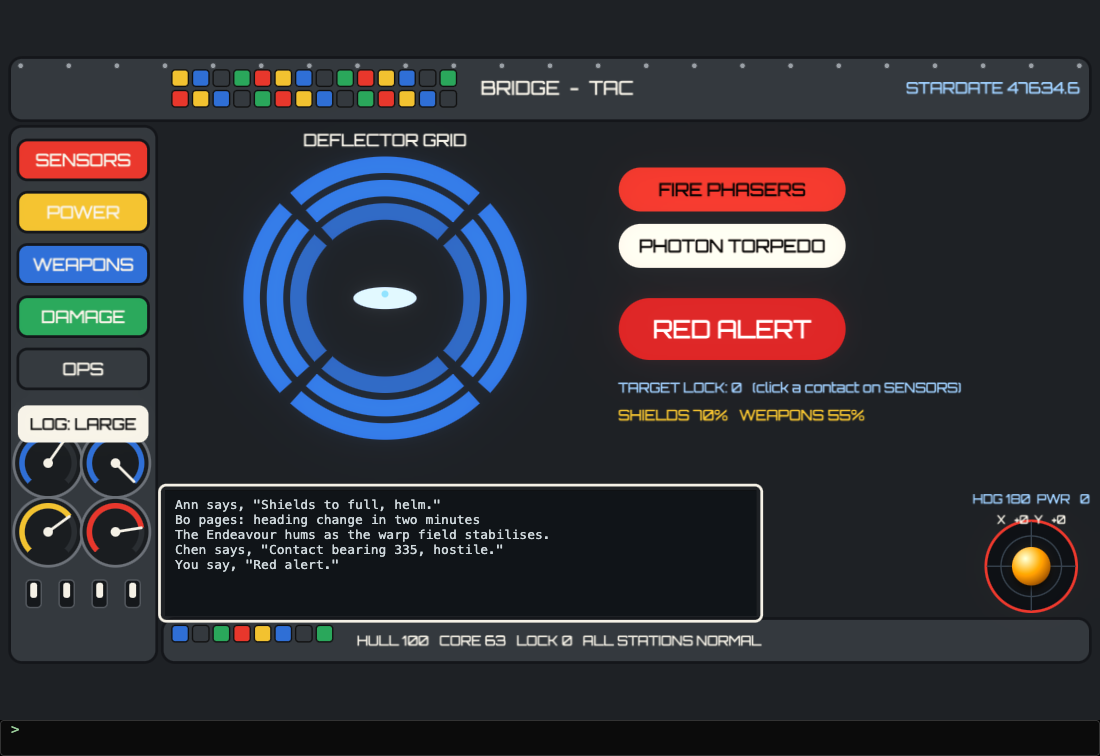 BRIDGE - TAC
STARDATE 47634.6
SENSORS
POWER
WEAPONS
DAMAGE
OPS
LOG: LARGE
DEFLECTOR GRID
FIRE PHASERS
PHOTON TORPEDO
RED ALERT
TARGET LOCK: 0 (click a contact on SENSORS)
SHIELDS 70% WEAPONS 55%
Ann says, "Shields to full, helm."
Bo pages: heading change in two minutes
The Endeavour hums as the warp field stabilises.
Chen says, "Contact bearing 335, hostile."
You say, "Red alert."
HDG 180 PWR 0
X +0 Y +0
HULL 100 CORE 63 LOCK 0 ALL STATIONS NORMAL
>